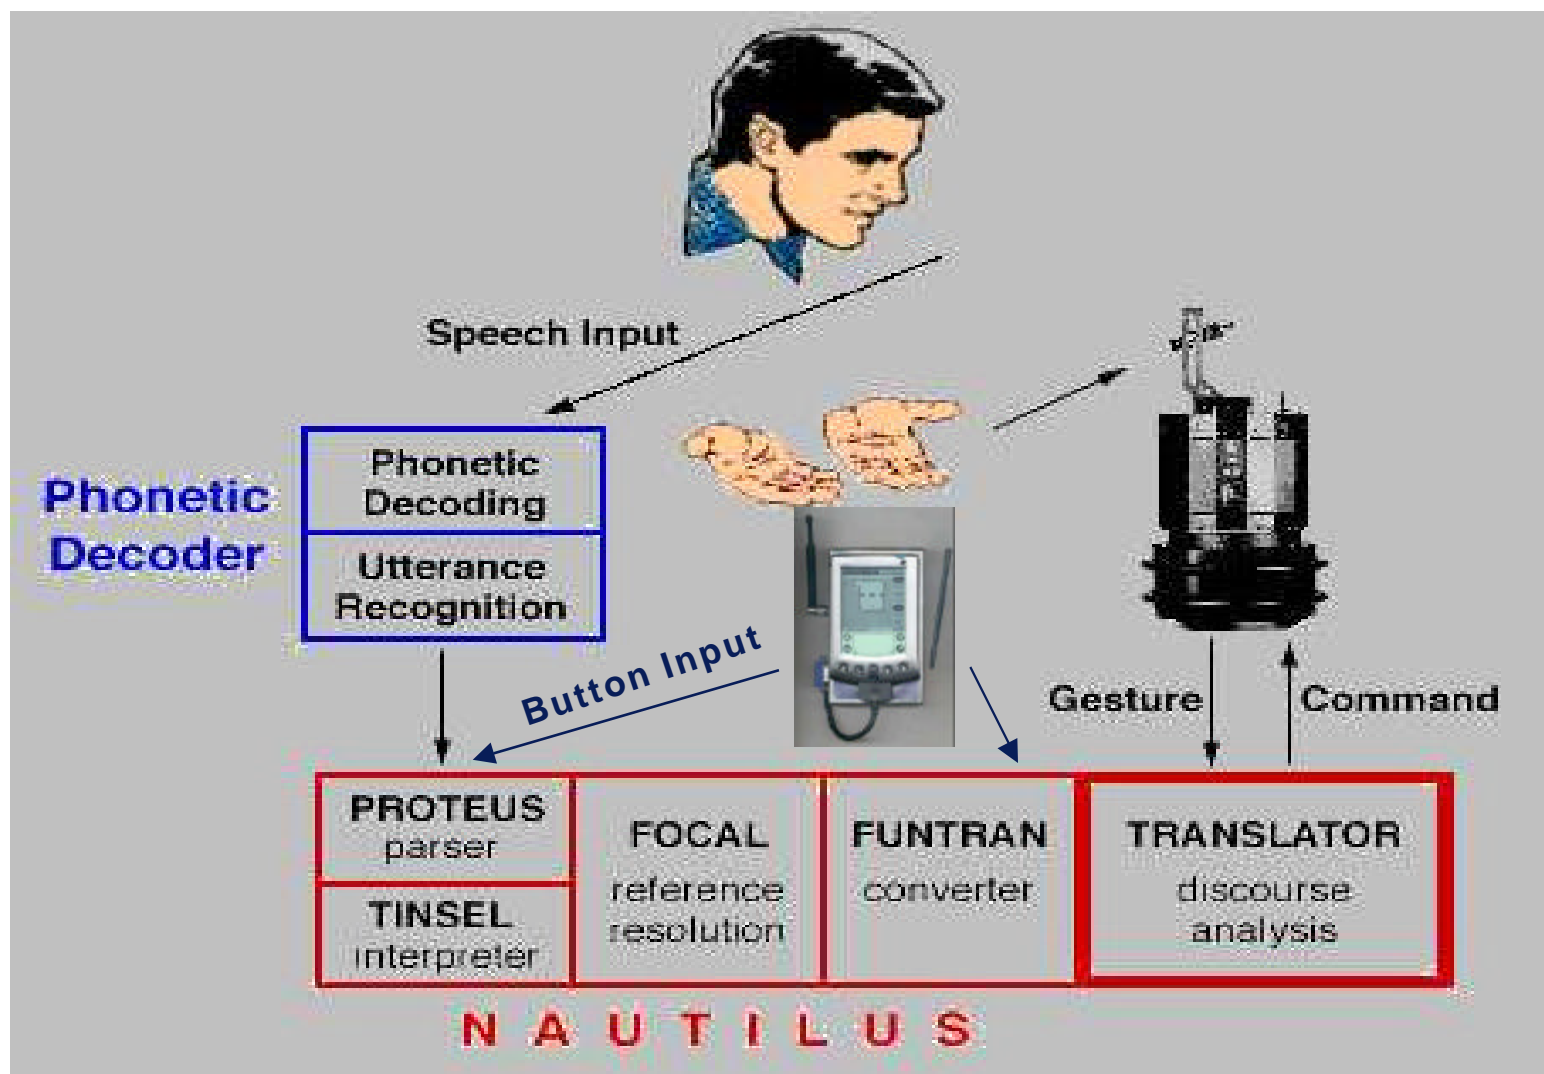 Speech Input
Phonetic
Decoder
Phonetic
Decoding
Utterance
Recognition
Button Input
Gesture
Command
PROTEUS
parser
TINSEL
interpreter
FOCAL
reference
resolution
FUNTRAN
converter
TRANSLATOR
discourse
analysis
NAUTILUS